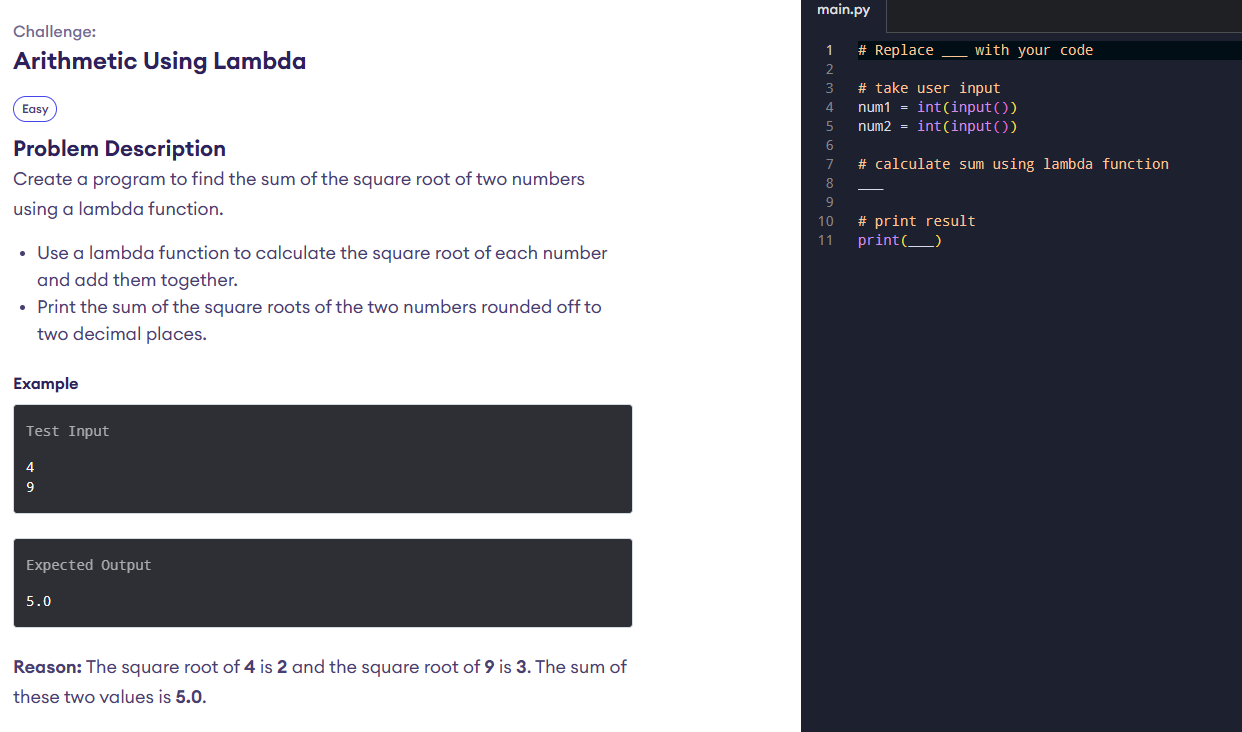 Challenge:
Arithmetic Using Lambda
Easy
Problem Description
Create a program to find the sum of the square root of two numbers
using a lambda function.
• Use a lambda function to calculate the square root of each number
and add them together.
• Print the sum of the square roots of the two numbers rounded off to
two decimal places.
Example
Test Input
4
9
Expected Output
5.0
Reason: The square root of 4 is 2 and the square root of 9 is 3. The sum of
these two values is 5.0.
main.py
1 # Replace ___ with your code
2
3 # take user input
4 num1 = int(input())
5 num2 = int(input())
6
7 # calculate sum using lambda function
8 ___
9
10 # print result
11 print(___)